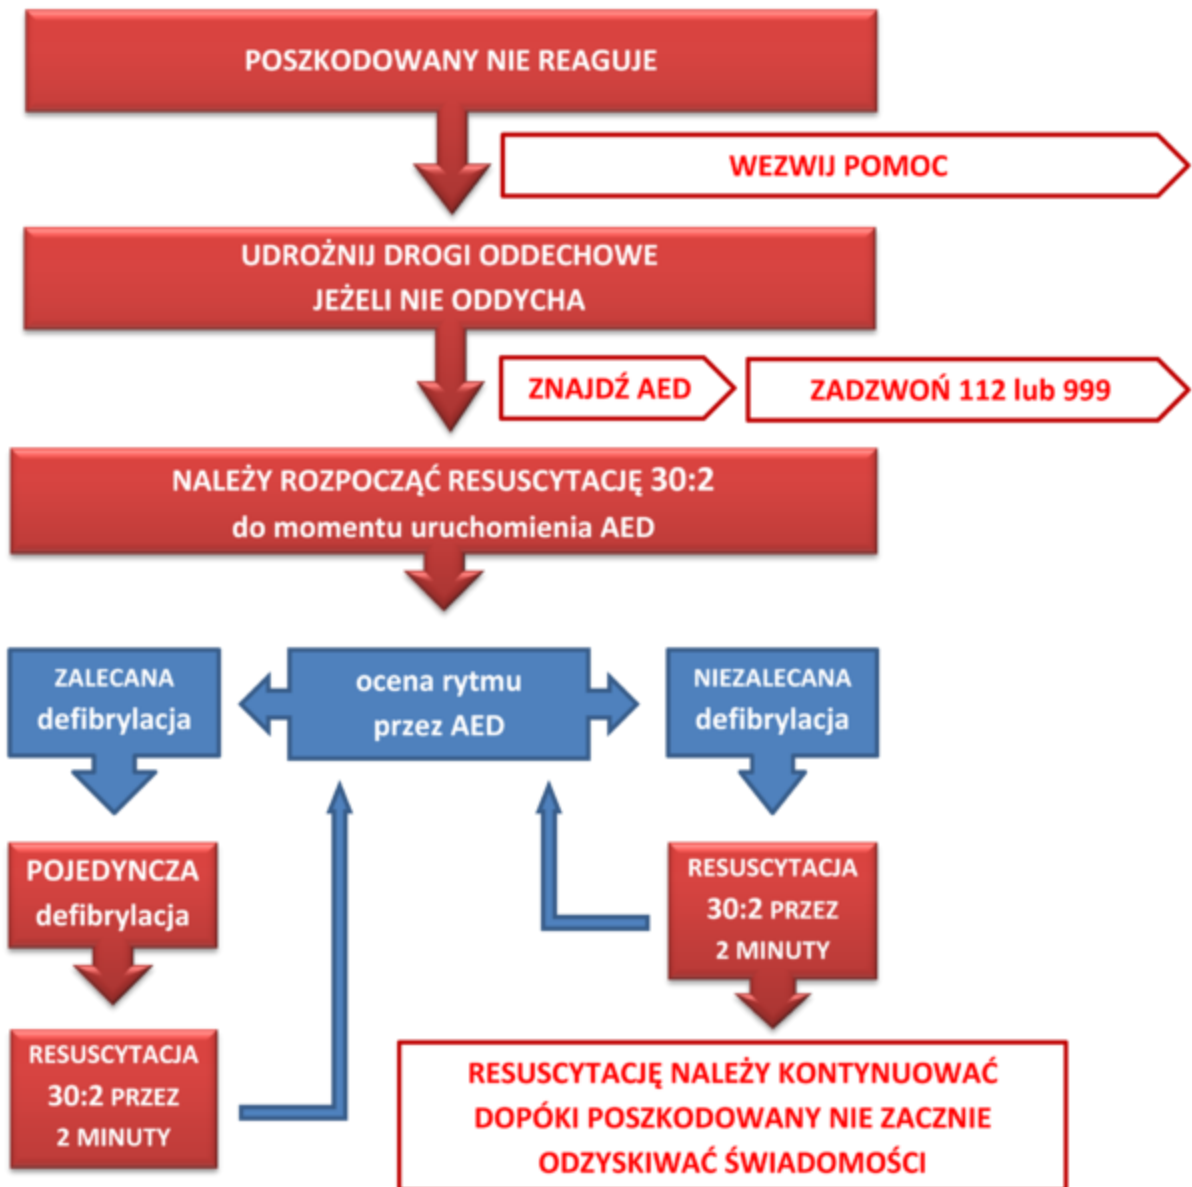 POSZKODOWANY NIE REAGUJE
WEZWIJ POMOC
UDROŻNIJ DROGI ODDECHOWE
JEŻELI NIE ODDYCHA
ZNAJDŹ AED
ZADZWOŃ 112 lub 999
NALEŻY ROZPOCZĄĆ RESUSCYTACJĘ 30:2
do momentu uruchomienia AED
ZALECANA
defibrylacja
ocena rytmu
przez AED
NIEZALECANA
defibrylacja
POJEDYNCZA
defibrylacja
RESUSCYTACJA
30:2 PRZEZ
2 MINUTY
RESUSCYTACJA
30:2 PRZEZ
2 MINUTY
RESUSCYTACJĘ NALEŻY KONTYNUOWAĆ
DOPÓKI POSZKODOWANY NIE ZACZNIE
ODZYSKIWAĆ ŚWIADOMOŚCI